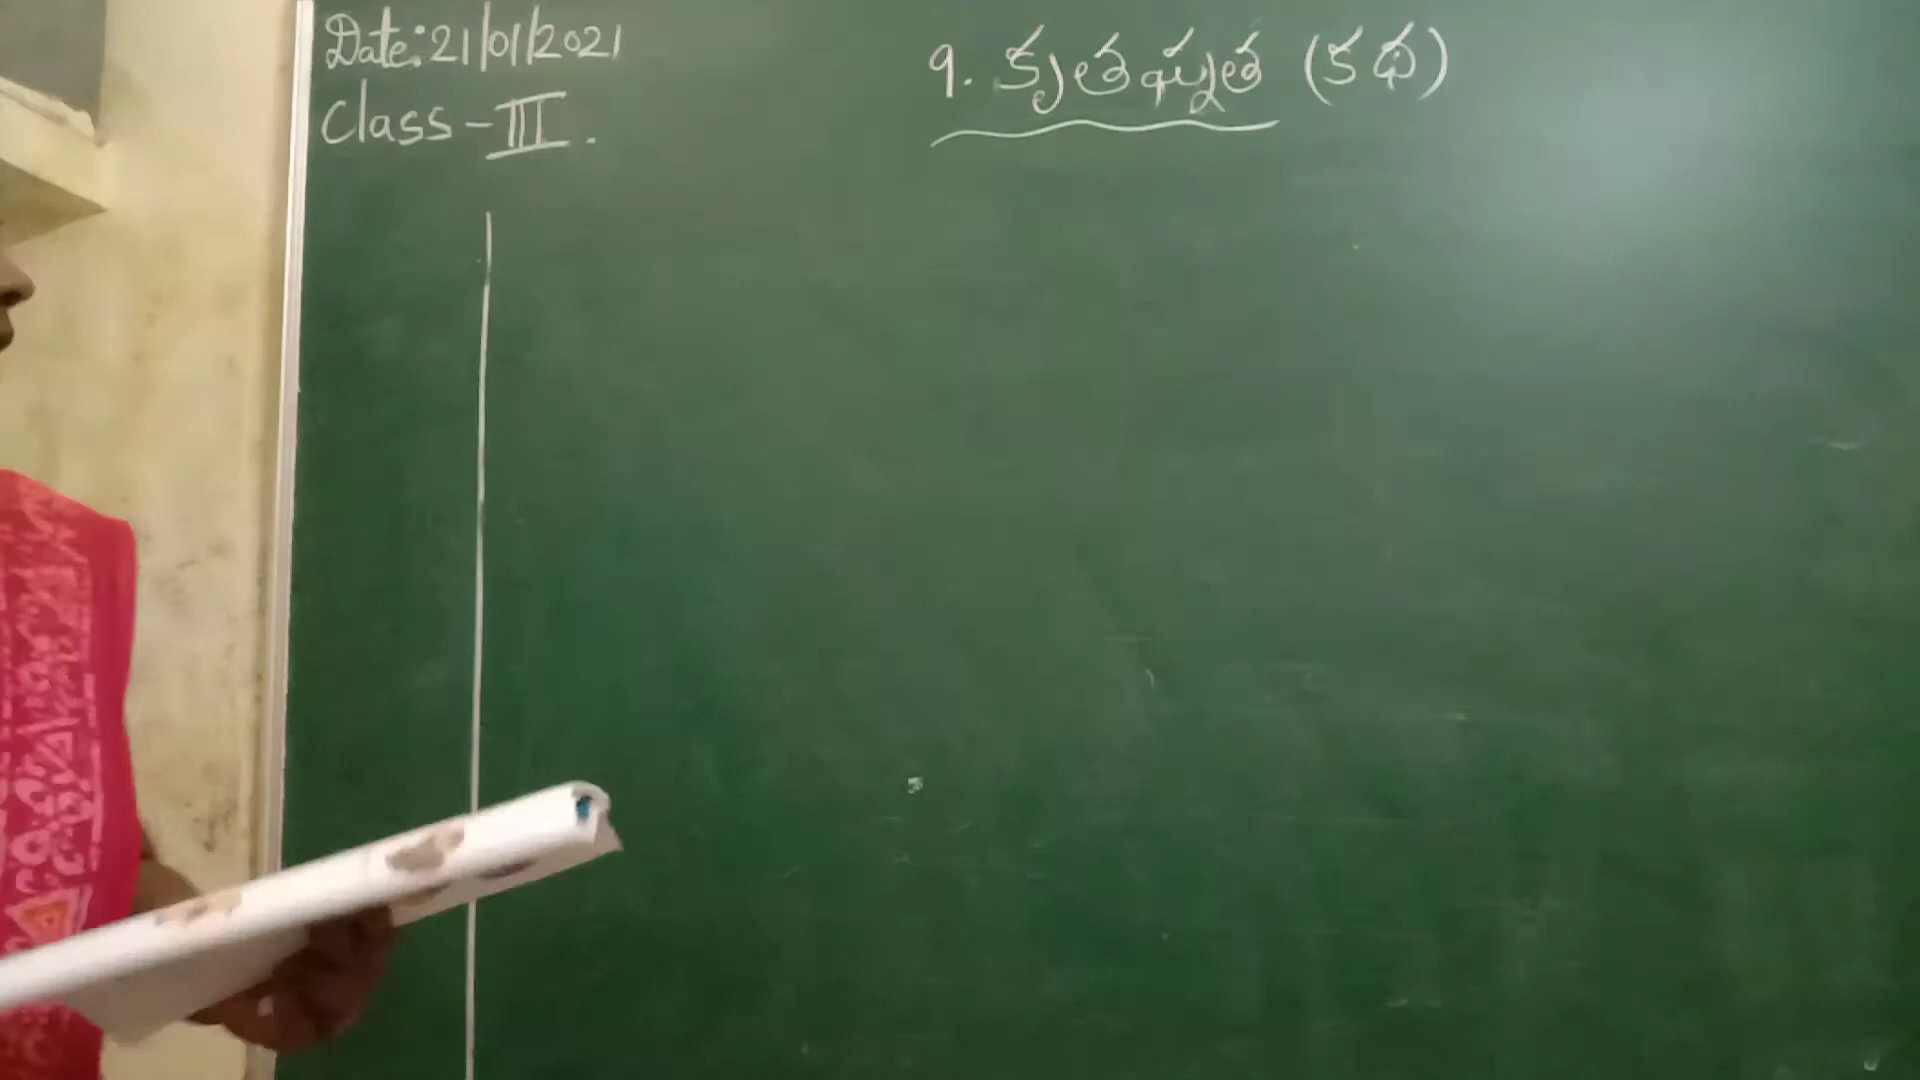 Date: 21/01/2021
Class - III.
9. కృతఘ్నత (కథ)